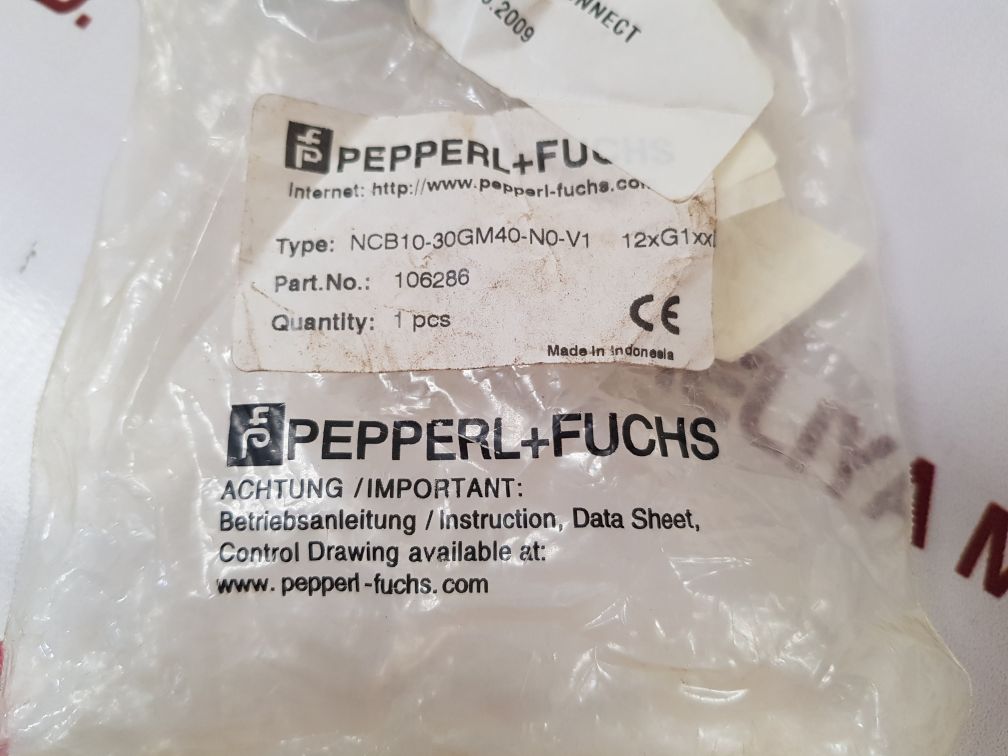 .2009
PEPPERL+FUCHS
Internet: http://www.pepperl-fuchs.com
Type: NCB10-30GM40-N0-V1 12xG1xx
Part.No.: 106286
Quantity: 1 pcs
CE
Made in Indonesia
PEPPERL+FUCHS
ACHTUNG /IMPORTANT:
Betriebsanleitung / Instruction, Data Sheet,
Control Drawing available at:
www.pepperl-fuchs.com